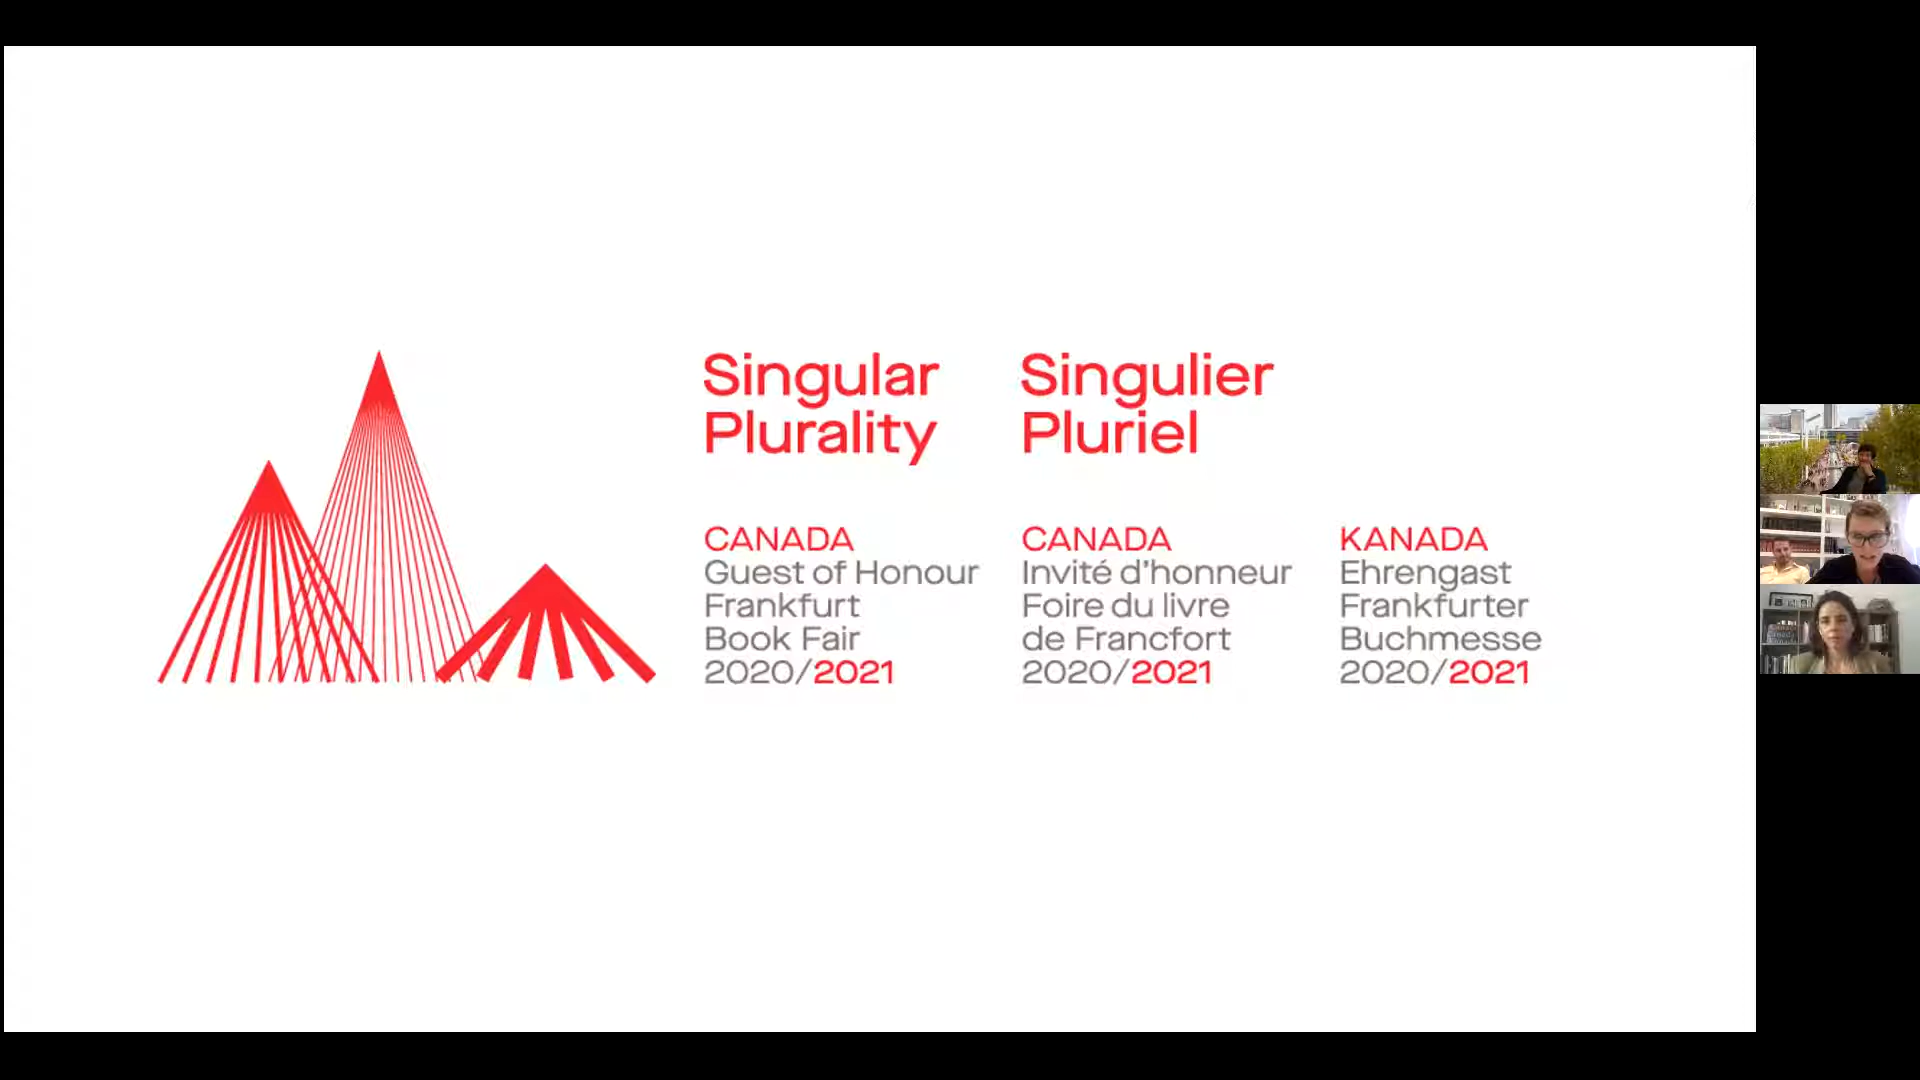 Singular
Plurality
Singulier
Pluriel
CANADA
Guest of Honour
Frankfurt
Book Fair
2020/2021
CANADA
Invité d'honneur
Foire du livre
de Francfort
2020/2021
KANADA
Ehrengast
Frankfurter
Buchmesse
2020/2021